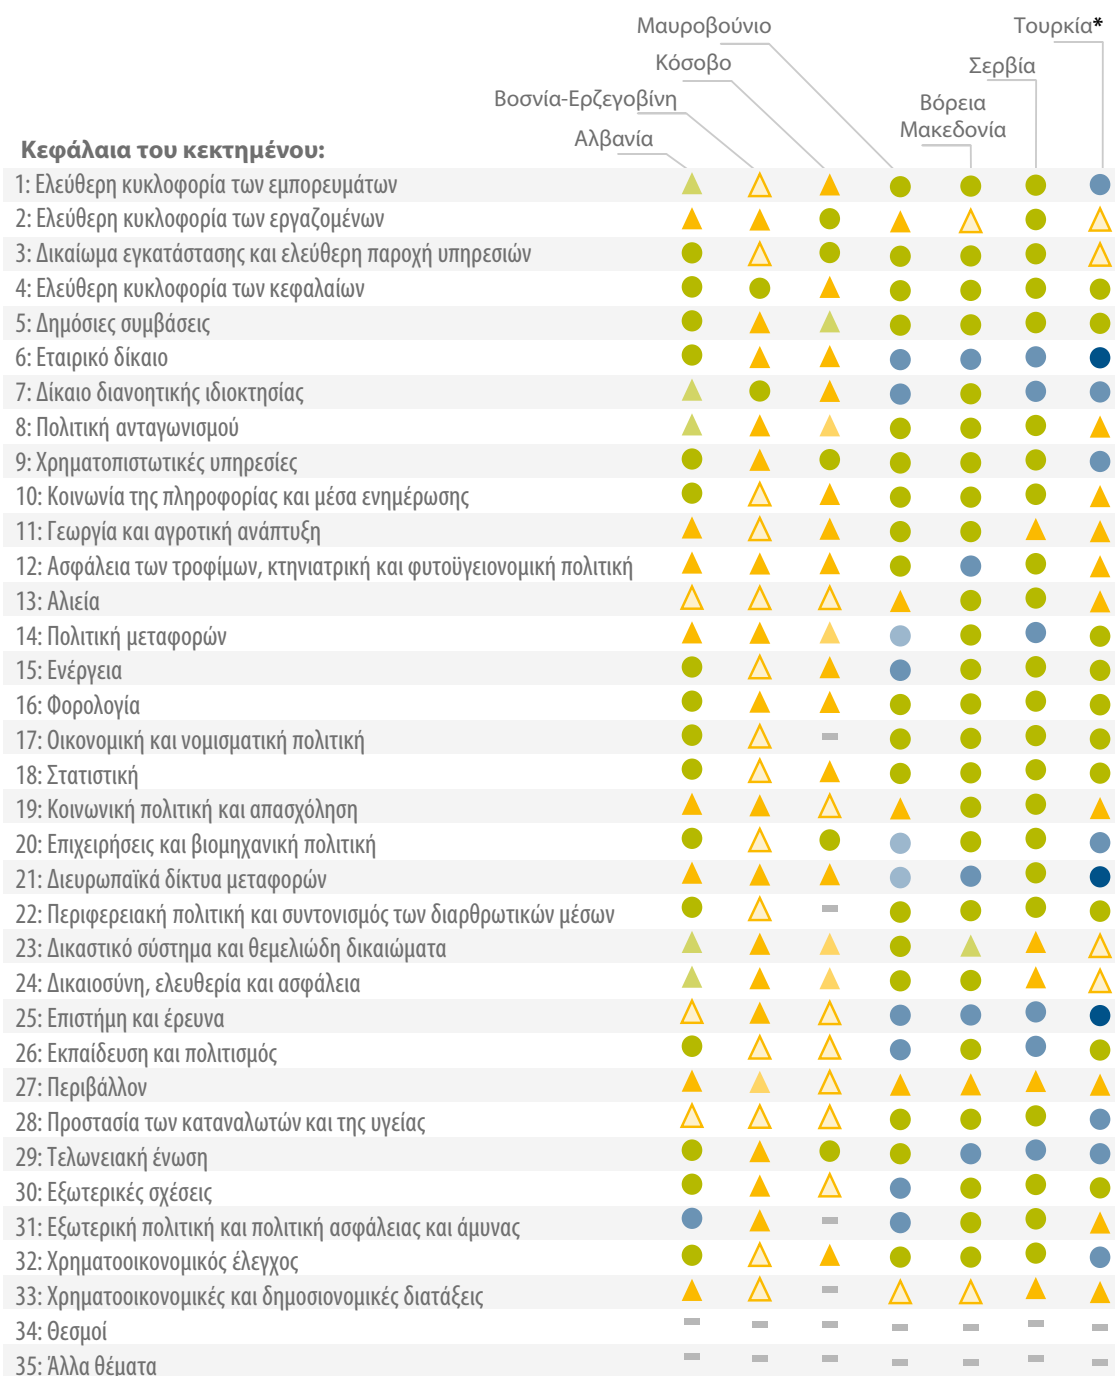 Μαυροβούνιο
Τουρκία*
Κόσοβο
Σερβία
Βοσνία-Ερζεγοβίνη
Βόρεια
Μακεδονία
Αλβανία
Κεφάλαια του κεκτημένου:
1: Ελεύθερη κυκλοφορία των εμπορευμάτων
2: Ελεύθερη κυκλοφορία των εργαζομένων
3: Δικαίωμα εγκατάστασης και ελεύθερη παροχή υπηρεσιών
4: Ελεύθερη κυκλοφορία των κεφαλαίων
5: Δημόσιες συμβάσεις
6: Εταιρικό δίκαιο
7: Δίκαιο διανοητικής ιδιοκτησίας
8: Πολιτική ανταγωνισμού
9: Χρηματοπιστωτικές υπηρεσίες
10: Κοινωνία της πληροφορίας και μέσα ενημέρωσης
11: Γεωργία και αγροτική ανάπτυξη
12: Ασφάλεια των τροφίμων, κτηνιατρική και φυτοϋγειονομική πολιτική
13: Αλιεία
14: Πολιτική μεταφορών
15: Ενέργεια
16: Φορολογία
17: Οικονομική και νομισματική πολιτική
18: Στατιστική
19: Κοινωνική πολιτική και απασχόληση
20: Επιχειρήσεις και βιομηχανική πολιτική
21: Διευρωπαϊκά δίκτυα μεταφορών
22: Περιφερειακή πολιτική και συντονισμός των διαρθρωτικών μέσων
23: Δικαστικό σύστημα και θεμελιώδη δικαιώματα
24: Δικαιοσύνη, ελευθερία και ασφάλεια
25: Επιστήμη και έρευνα
26: Εκπαίδευση και πολιτισμός
27: Περιβάλλον
28: Προστασία των καταναλωτών και της υγείας
29: Τελωνειακή ένωση
30: Εξωτερικές σχέσεις
31: Εξωτερική πολιτική και πολιτική ασφάλειας και άμυνας
32: Χρηματοοικονομικός έλεγχος
33: Χρηματοοικονομικές και δημοσιονομικές διατάξεις
34: Θεσμοί
35: Άλλα θέματα